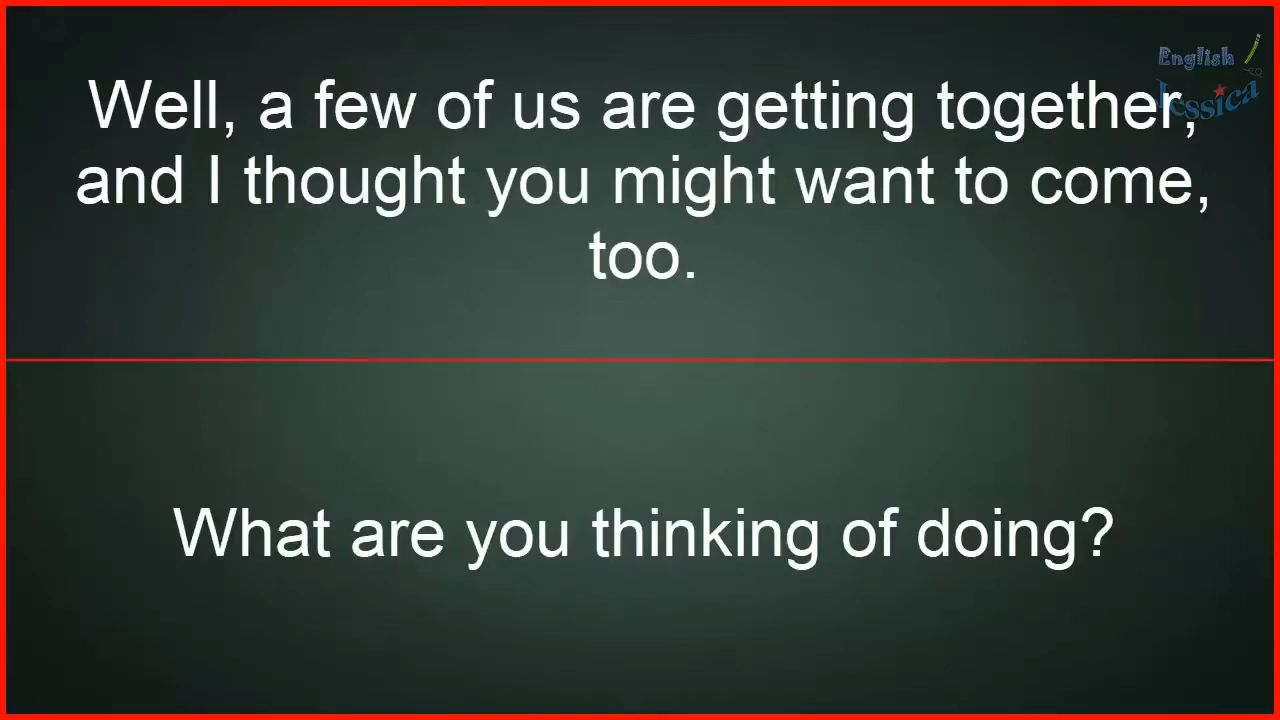 English
Jessica
Well, a few of us are getting together,
and I thought you might want to come,
too.
What are you thinking of doing?